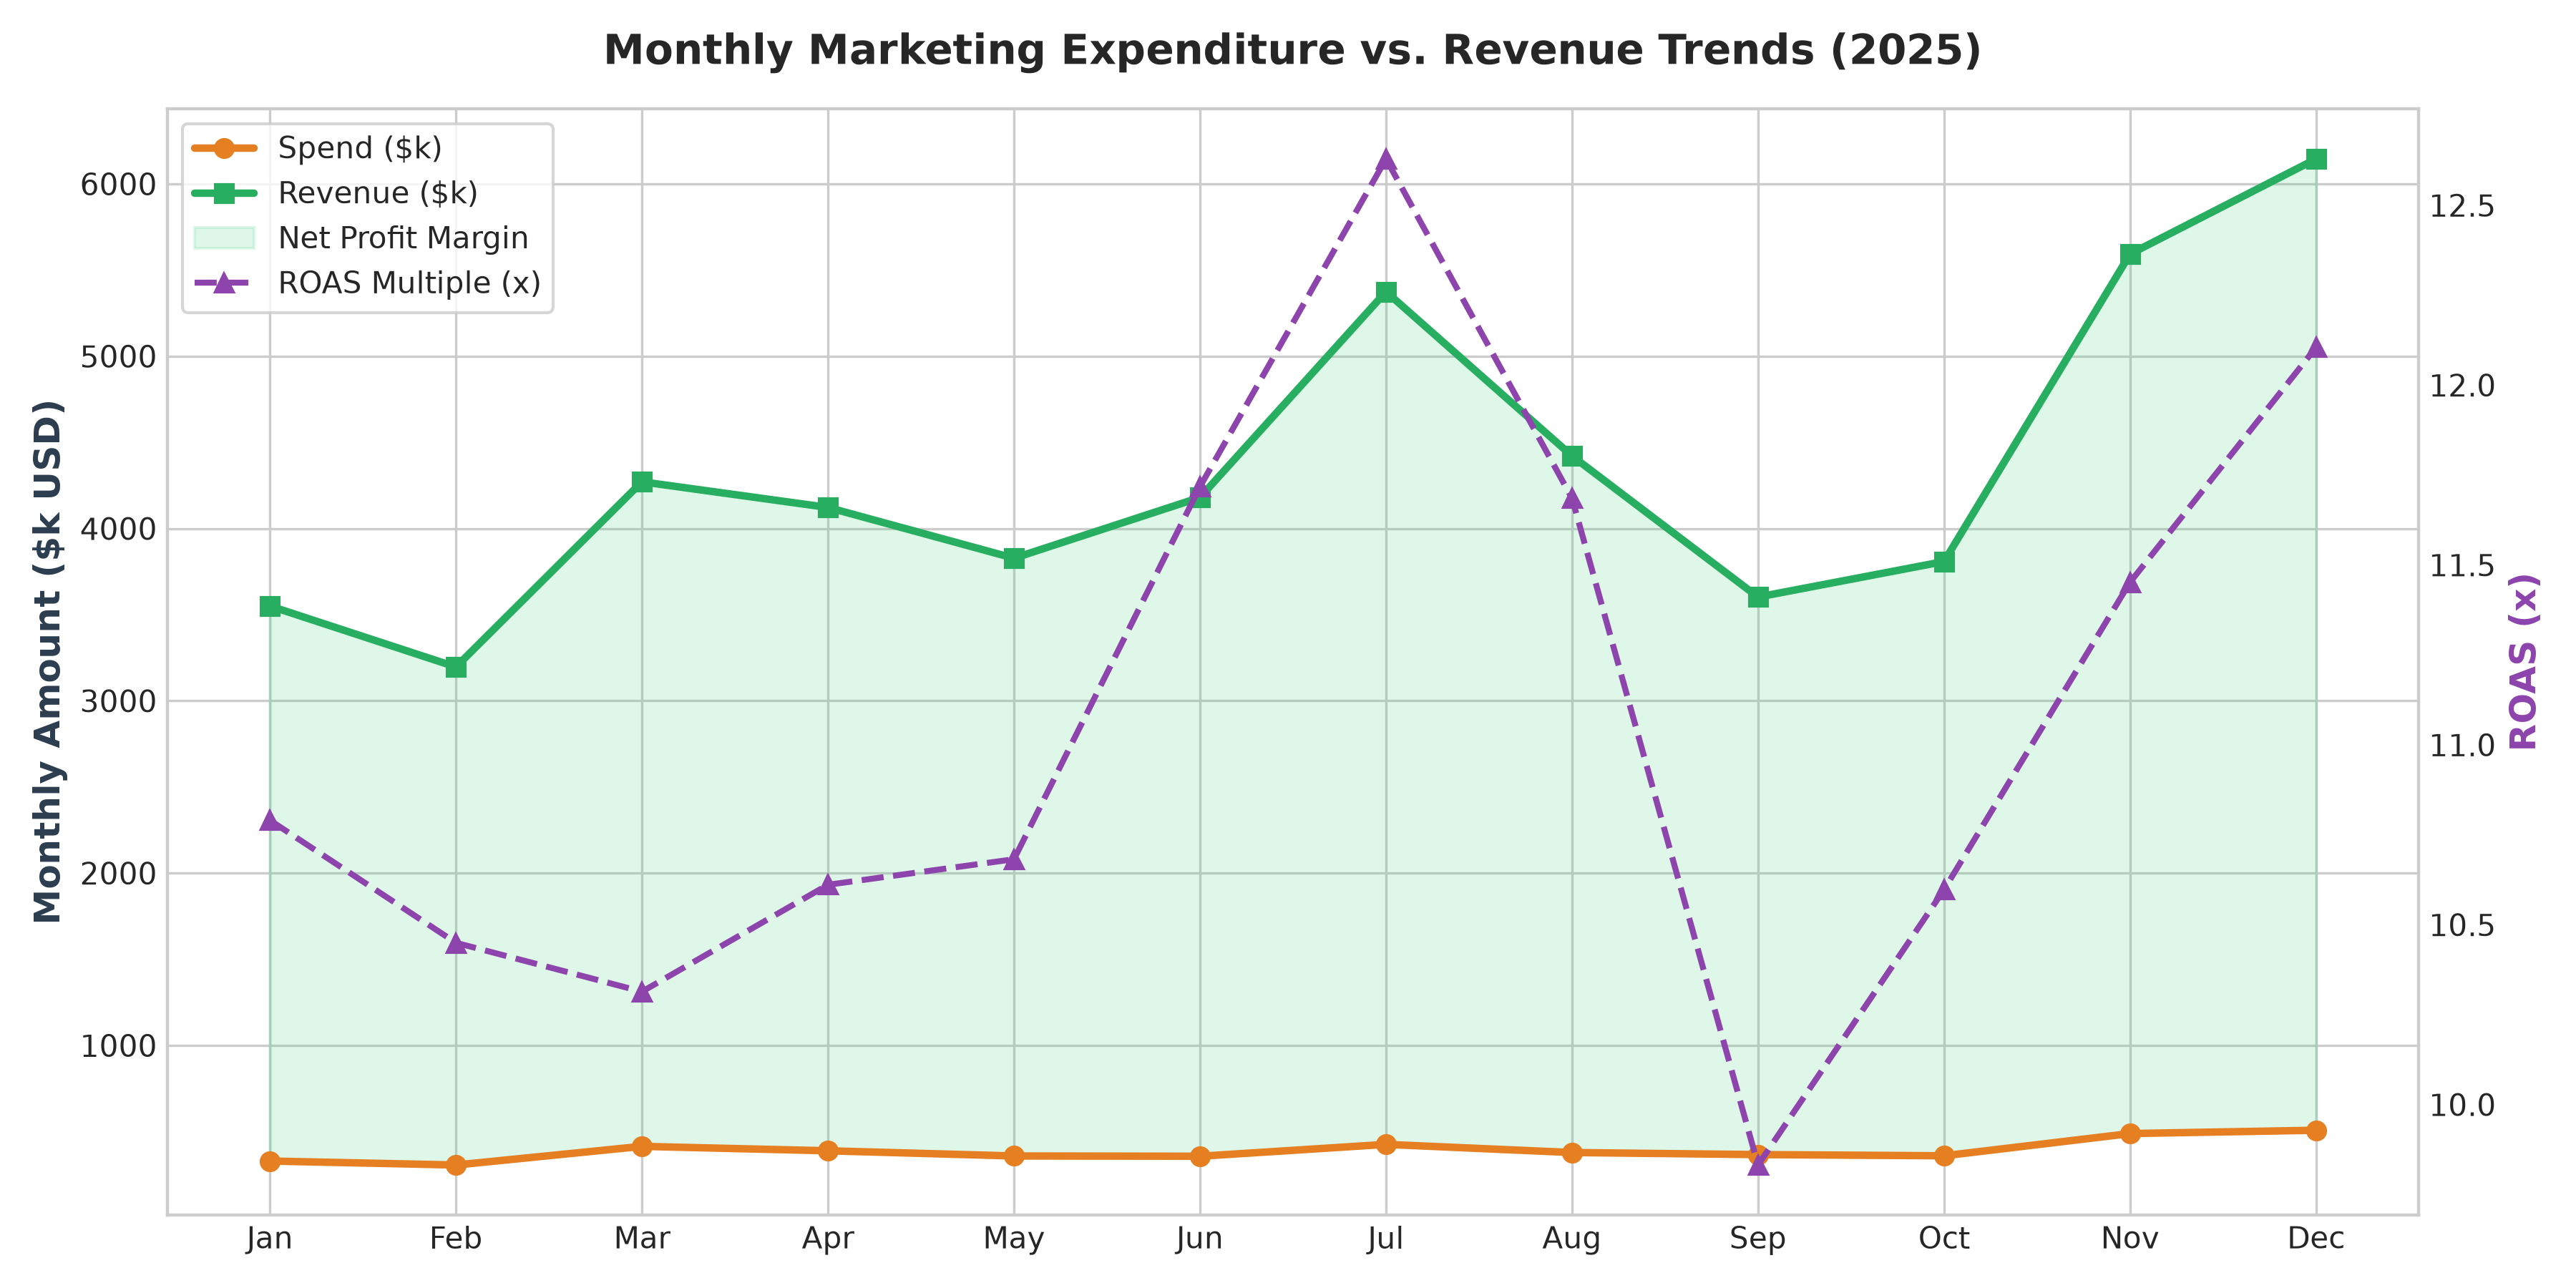 Monthly Marketing Expenditure vs. Revenue Trends (2025)
Spend ($k)
Revenue ($k)
Net Profit Margin
ROAS Multiple (x)
Monthly Amount ($k USD)
6000
5000
4000
3000
2000
1000
12.5
12.0
11.5
11.0
10.5
10.0
ROAS (x)
Jan Feb Mar Apr May Jun Jul Aug Sep Oct Nov Dec